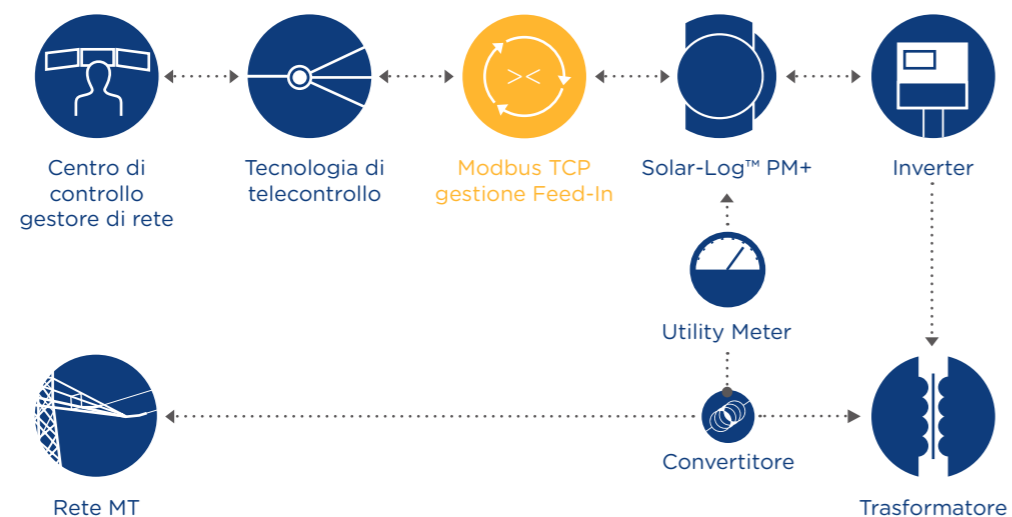 Centro di
controllo
gestore di rete
Tecnologia di
telecontrollo
Modbus TCP
gestione Feed-In
Solar-Log™ PM+
Inverter
Utility Meter
Convertitore
Rete MT
Trasformatore